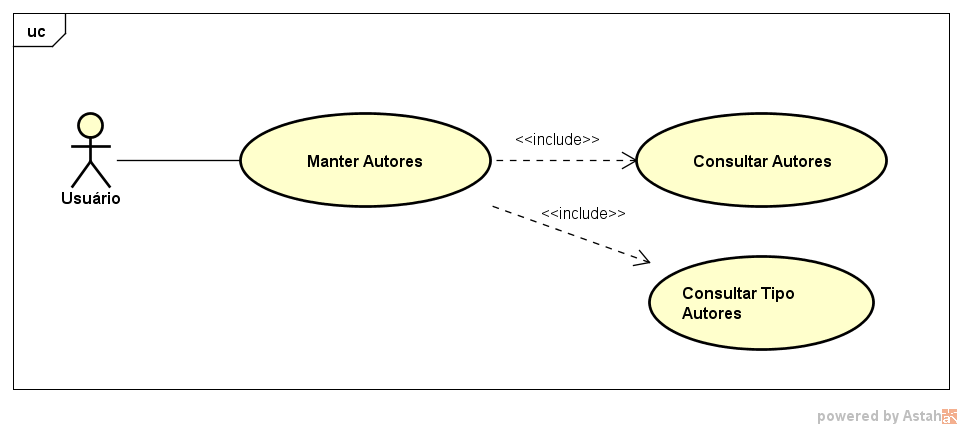 uc
Usuário
Manter Autores
<<include>>
Consultar Autores
<<include>>
Consultar Tipo
Autores
powered by Astah